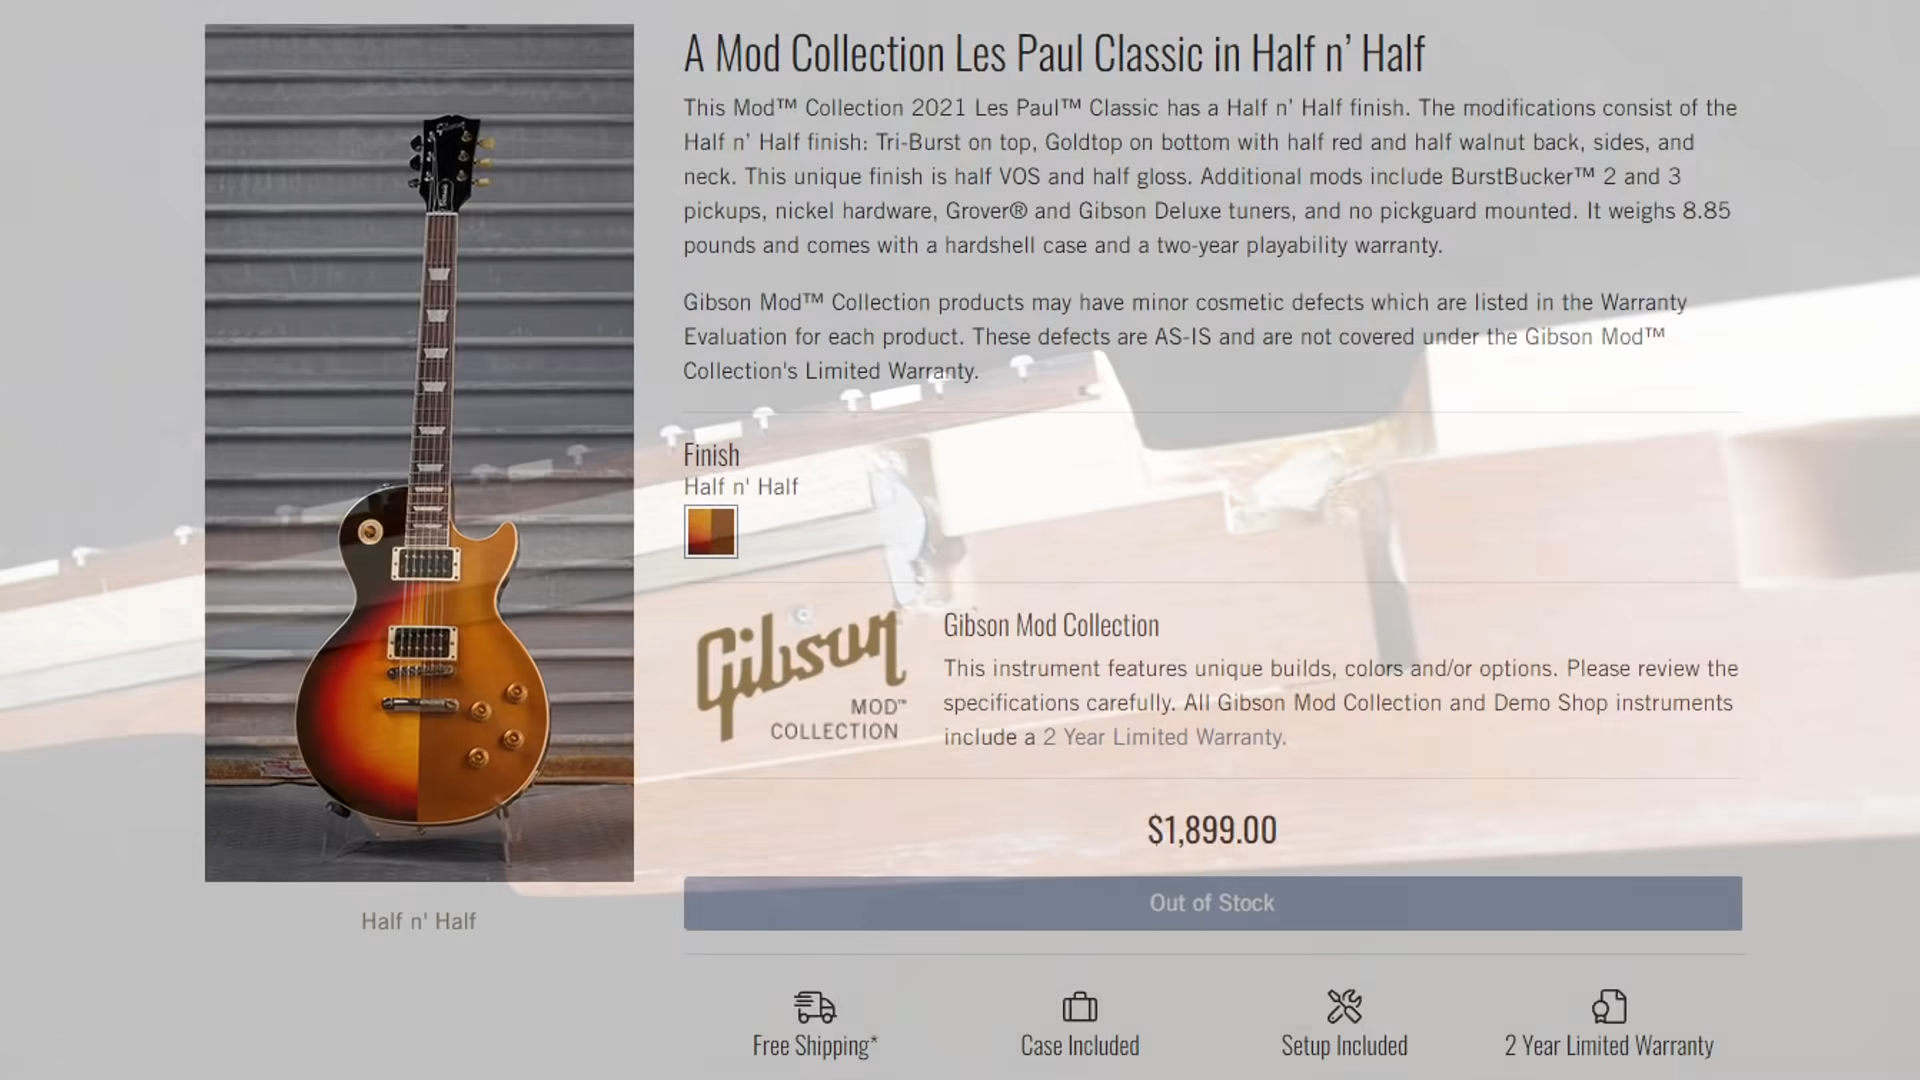 A Mod Collection Les Paul Classic in Half n’ Half
This Mod™ Collection 2021 Les Paul™ Classic has a Half n’ Half finish. The modifications consist of the
Half n’ Half finish: Tri-Burst on top, Goldtop on bottom with half red and half walnut back, sides, and
neck. This unique finish is half VOS and half gloss. Additional mods include BurstBucker™ 2 and 3
pickups, nickel hardware, Grover® and Gibson Deluxe tuners, and no pickguard mounted. It weighs 8.85
pounds and comes with a hardshell case and a two-year playability warranty.
Gibson Mod™ Collection products may have minor cosmetic defects which are listed in the Warranty
Evaluation for each product. These defects are AS-IS and are not covered under the Gibson Mod™
Collection's Limited Warranty.
Finish
Half n' Half
Gibson
MOD™
COLLECTION
Gibson Mod Collection
This instrument features unique builds, colors and/or options. Please review the
specifications carefully. All Gibson Mod Collection and Demo Shop instruments
include a 2 Year Limited Warranty.
$1,899.00
Out of Stock
Gibson
Half n' Half
Free Shipping*
Case Included
Setup Included
2 Year Limited Warranty